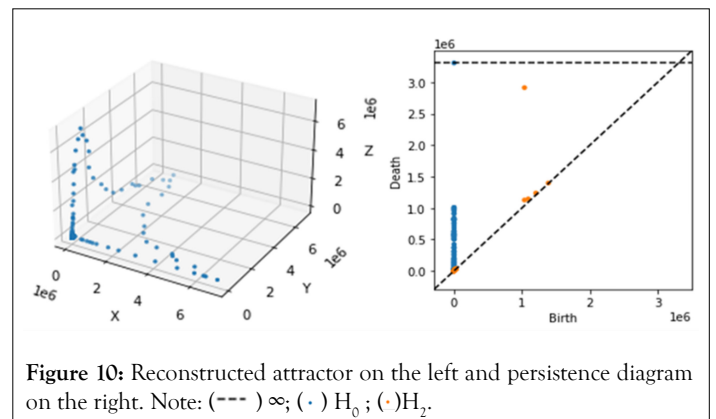 1e6
6
4
2
0
Z
1e6
6
4
2
0
Y
1e6
0
1e6
2
4
6
X
1e6
3.0
2.5
2.0
1.5
1.0
0.5
0.0
Death
0 1 2 3
Birth 1e6
Figure 10: Reconstructed attractor on the left and persistence diagram
on the right. Note: (---) ∞; (·) H₀ ; (·)H₂.